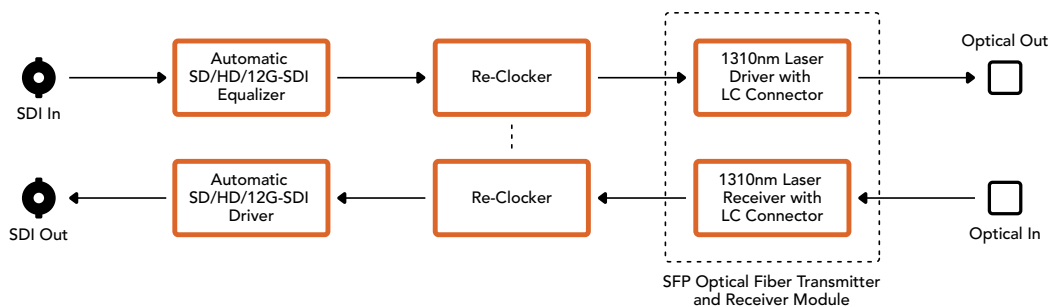 SDI In
Automatic
SD/HD/12G-SDI
Equalizer
Re-Clocker
1310nm Laser
Driver with
LC Connector
Optical Out
SDI Out
Automatic
SD/HD/12G-SDI
Driver
Re-Clocker
1310nm Laser
Receiver with
LC Connector
Optical In
SFP Optical Fiber Transmitter
and Receiver Module